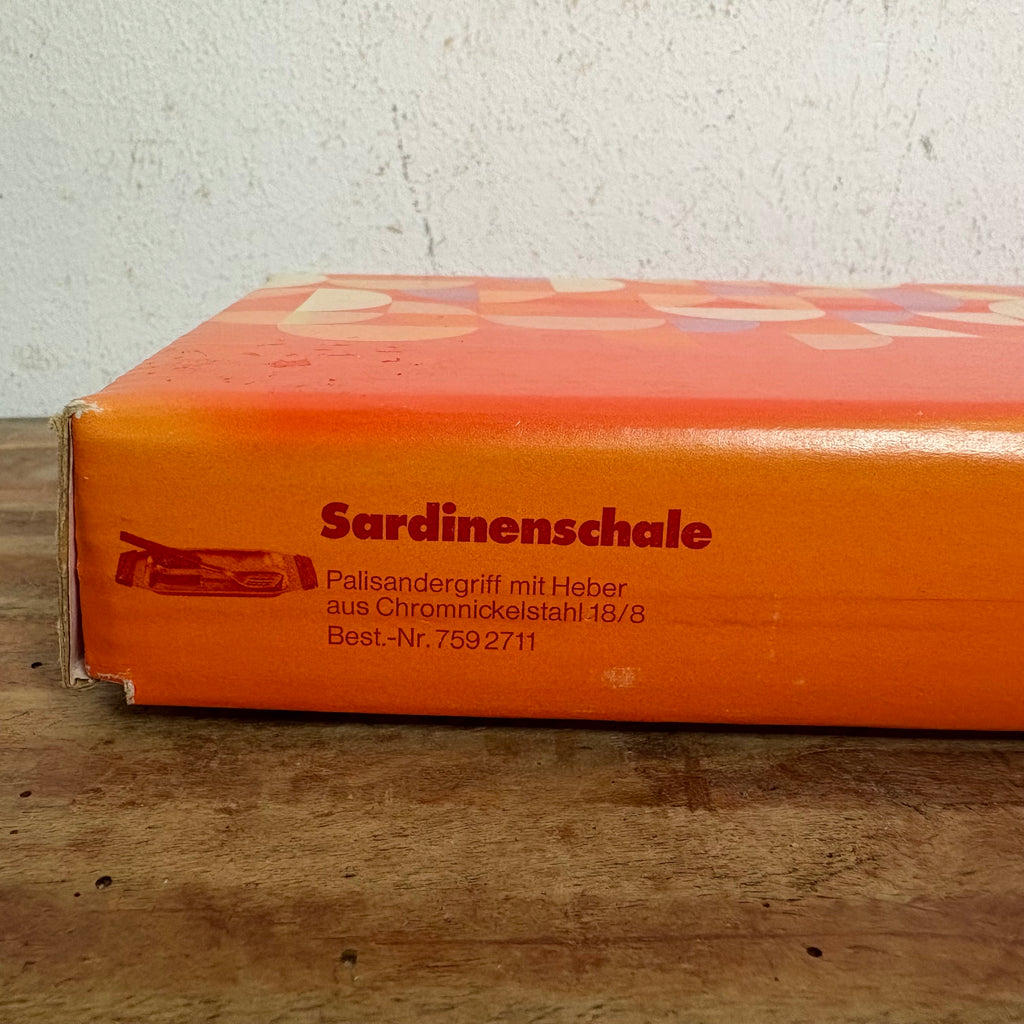 Sardinenschale
Palisandergriff mit Heber
aus Chromnickelstahl 18/8
Best.-Nr. 759 2711